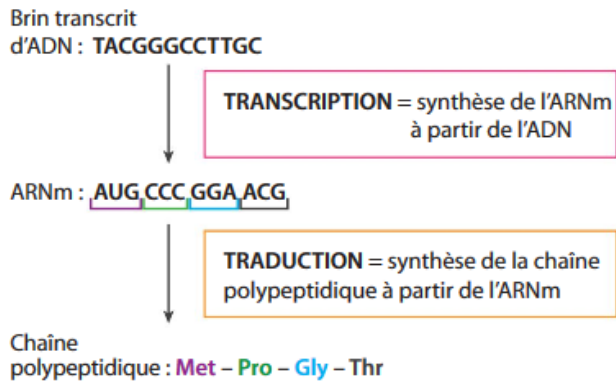 Brin transcrit
d'ADN : TACGGGCCTTGC
TRANSCRIPTION = synthèse de l'ARNm
à partir de l'ADN
ARNm : AUG CCC GGA ACG
TRADUCTION = synthèse de la chaîne
polypeptidique à partir de l'ARNm
Chaîne
polypeptidique : Met – Pro – Gly – Thr